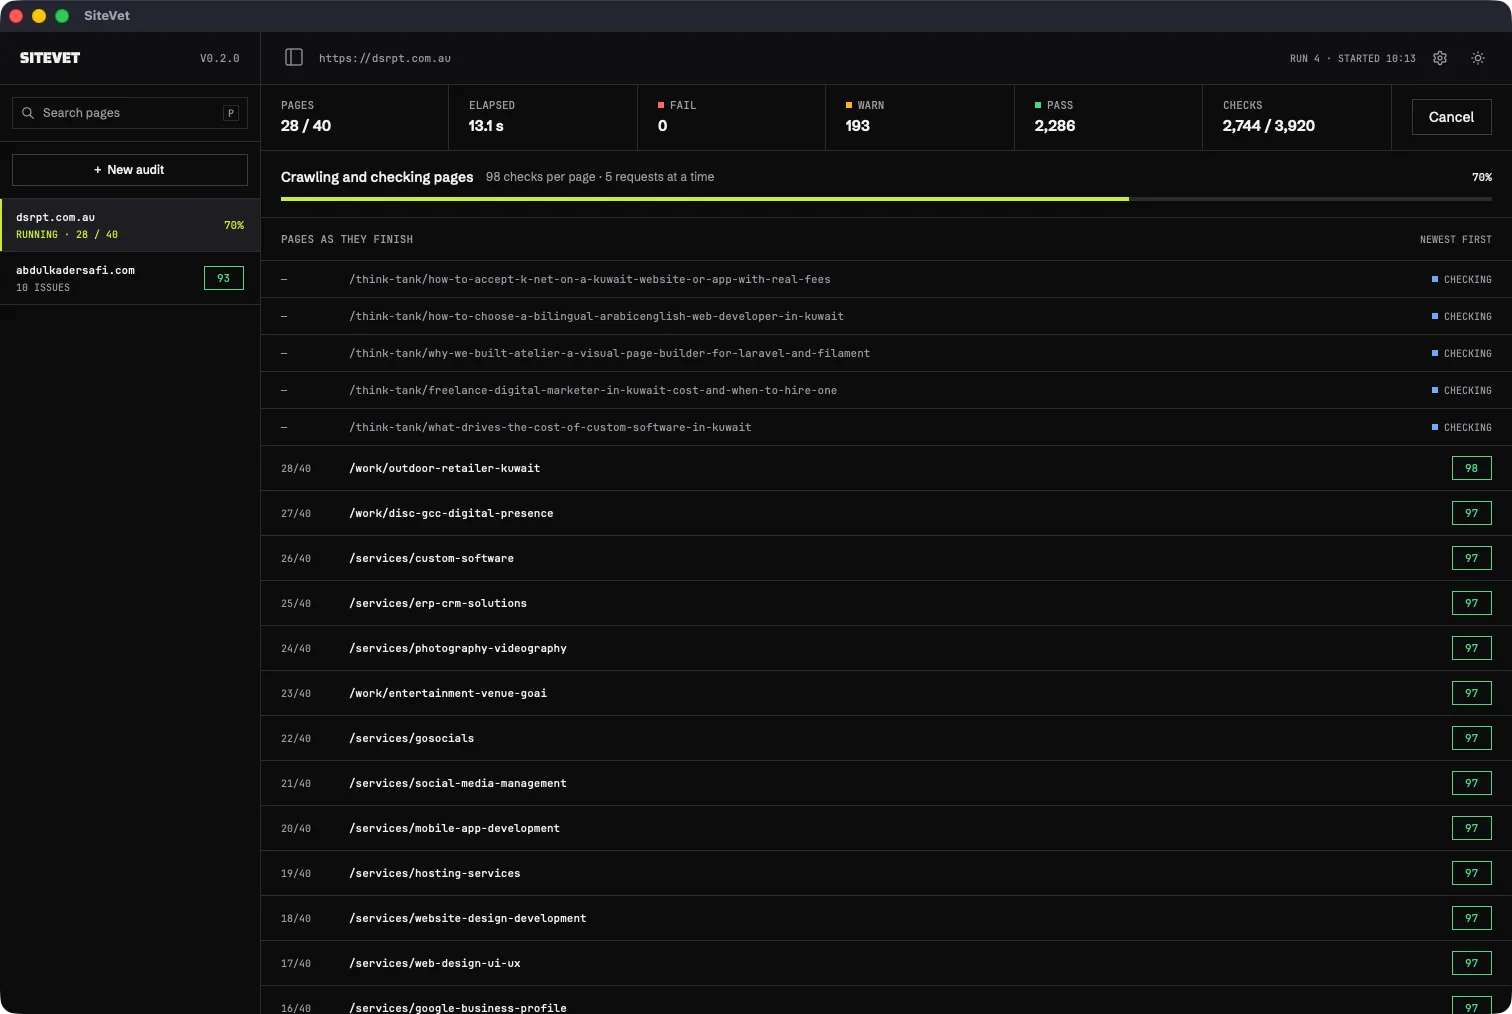 SiteVet
SITEVET
V0.2.0
Search pages
P
+ New audit
dsrpt.com.au
RUNNING · 28 / 40
70%
abdulkadersafi.com
10 ISSUES
93
https://dsrpt.com.au
RUN 4 · STARTED 10:13
PAGES
28 / 40
ELAPSED
13.1 s
FAIL
0
WARN
193
PASS
2,286
CHECKS
2,744 / 3,920
Cancel
Crawling and checking pages
98 checks per page · 5 requests at a time
70%
PAGES AS THEY FINISH
NEWEST FIRST
– /think-tank/how-to-accept-k-net-on-a-kuwait-website-or-app-with-real-fees CHECKING
– /think-tank/how-to-choose-a-bilingual-arabicenglish-web-developer-in-kuwait CHECKING
– /think-tank/why-we-built-atelier-a-visual-page-builder-for-laravel-and-filament CHECKING
– /think-tank/freelance-digital-marketer-in-kuwait-cost-and-when-to-hire-one CHECKING
– /think-tank/what-drives-the-cost-of-custom-software-in-kuwait CHECKING
28/40 /work/outdoor-retailer-kuwait 98
27/40 /work/disc-gcc-digital-presence 97
26/40 /services/custom-software 97
25/40 /services/erp-crm-solutions 97
24/40 /services/photography-videography 97
23/40 /work/entertainment-venue-goai 97
22/40 /services/gosocials 97
21/40 /services/social-media-management 97
20/40 /services/mobile-app-development 97
19/40 /services/hosting-services 97
18/40 /services/website-design-development 97
17/40 /services/web-design-ui-ux 97
16/40 /services/google-business-profile 97